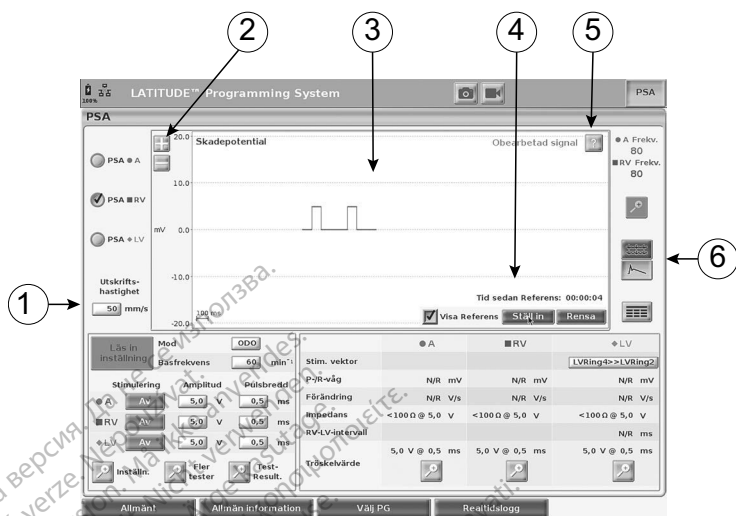 2
3
4
5
100%
LATITUDE™ Programming System
PSA
PSA
20.0
Skadepotential
Obearbetad signal
?
A Frekv.
80
RV Frekv.
80
PSA A
10.0
PSA RV
mV
0.0
PSA LV
6
-10.0
Utskrifts-
hastighet
1
50 mm/s
Tid sedan Referens: 00:00:04
100 ms
Visa Referens
Ställ in
Rensa
-20.0
Läs in
inställning
Mod
ODO
Basfrekvens
60 min⁻¹
Stimulering
Amplitud
Pulsbredd
A
Av
5,0 V
0,5 ms
RV
Av
5,0 V
0,5 ms
LV
Av
5,0 V
0,5 ms
Inställn:
Fler
tester
Test-
Result.
A
RV
LV
Stim. vektor
LVRing4>>LVRing2
P-/R-våg
N/R mV
N/R mV
N/R mV
Förändring
N/R V/s
N/R V/s
N/R V/s
Impedans
<100 Ω @ 5,0 V
<100 Ω @ 5,0 V
<100 Ω @ 5,0 V
RV-LV-intervall
N/R ms
5,0 V @ 0,5 ms
5,0 V @ 0,5 ms
5,0 V @ 0,5 ms
Tröskelvärde
Allmänt
Allmän information
Välj PG
Realtidslogg